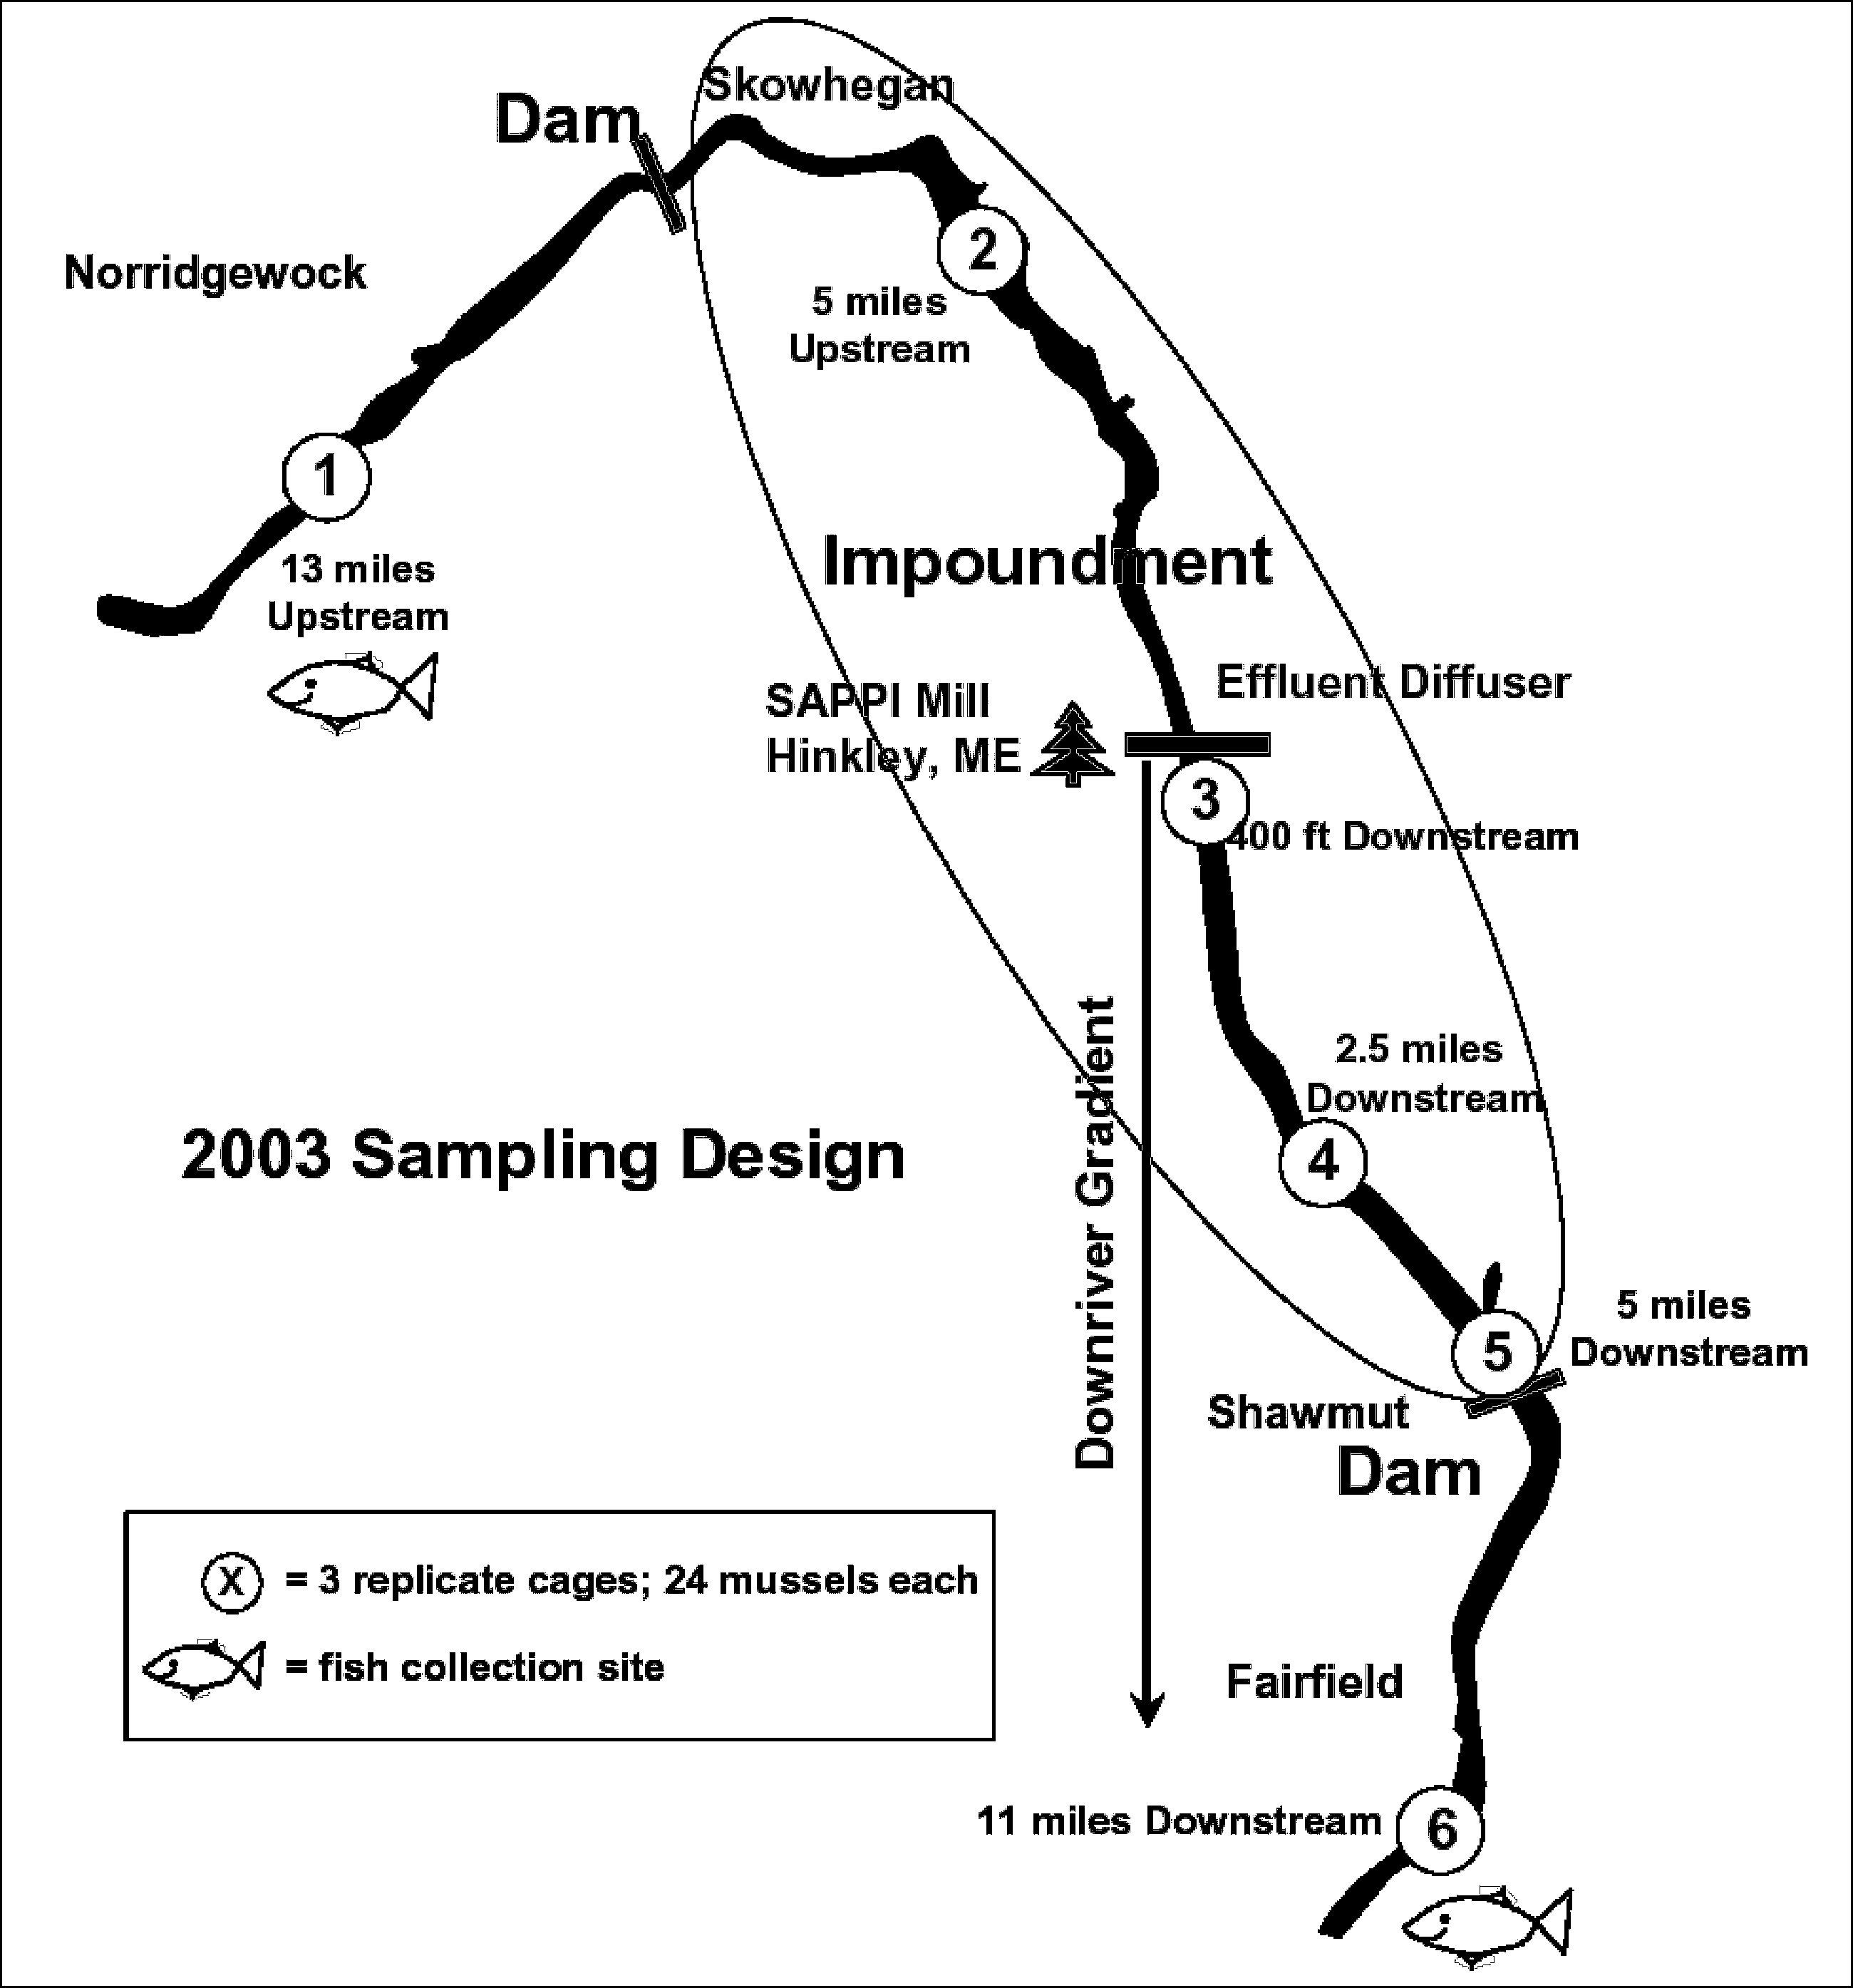 Skowhegan
Dam
2
Norridgewock
5 miles
Upstream
1
13 miles
Upstream
Impoundment
Effluent Diffuser
SAPPI Mill
Hinkley, ME
3
400 ft Downstream
Downriver Gradient
2.5 miles
Downstream
2003 Sampling Design
4
5 miles
Downstream
5
Shawmut
Dam
X = 3 replicate cages; 24 mussels each
= fish collection site
Fairfield
11 miles Downstream
6